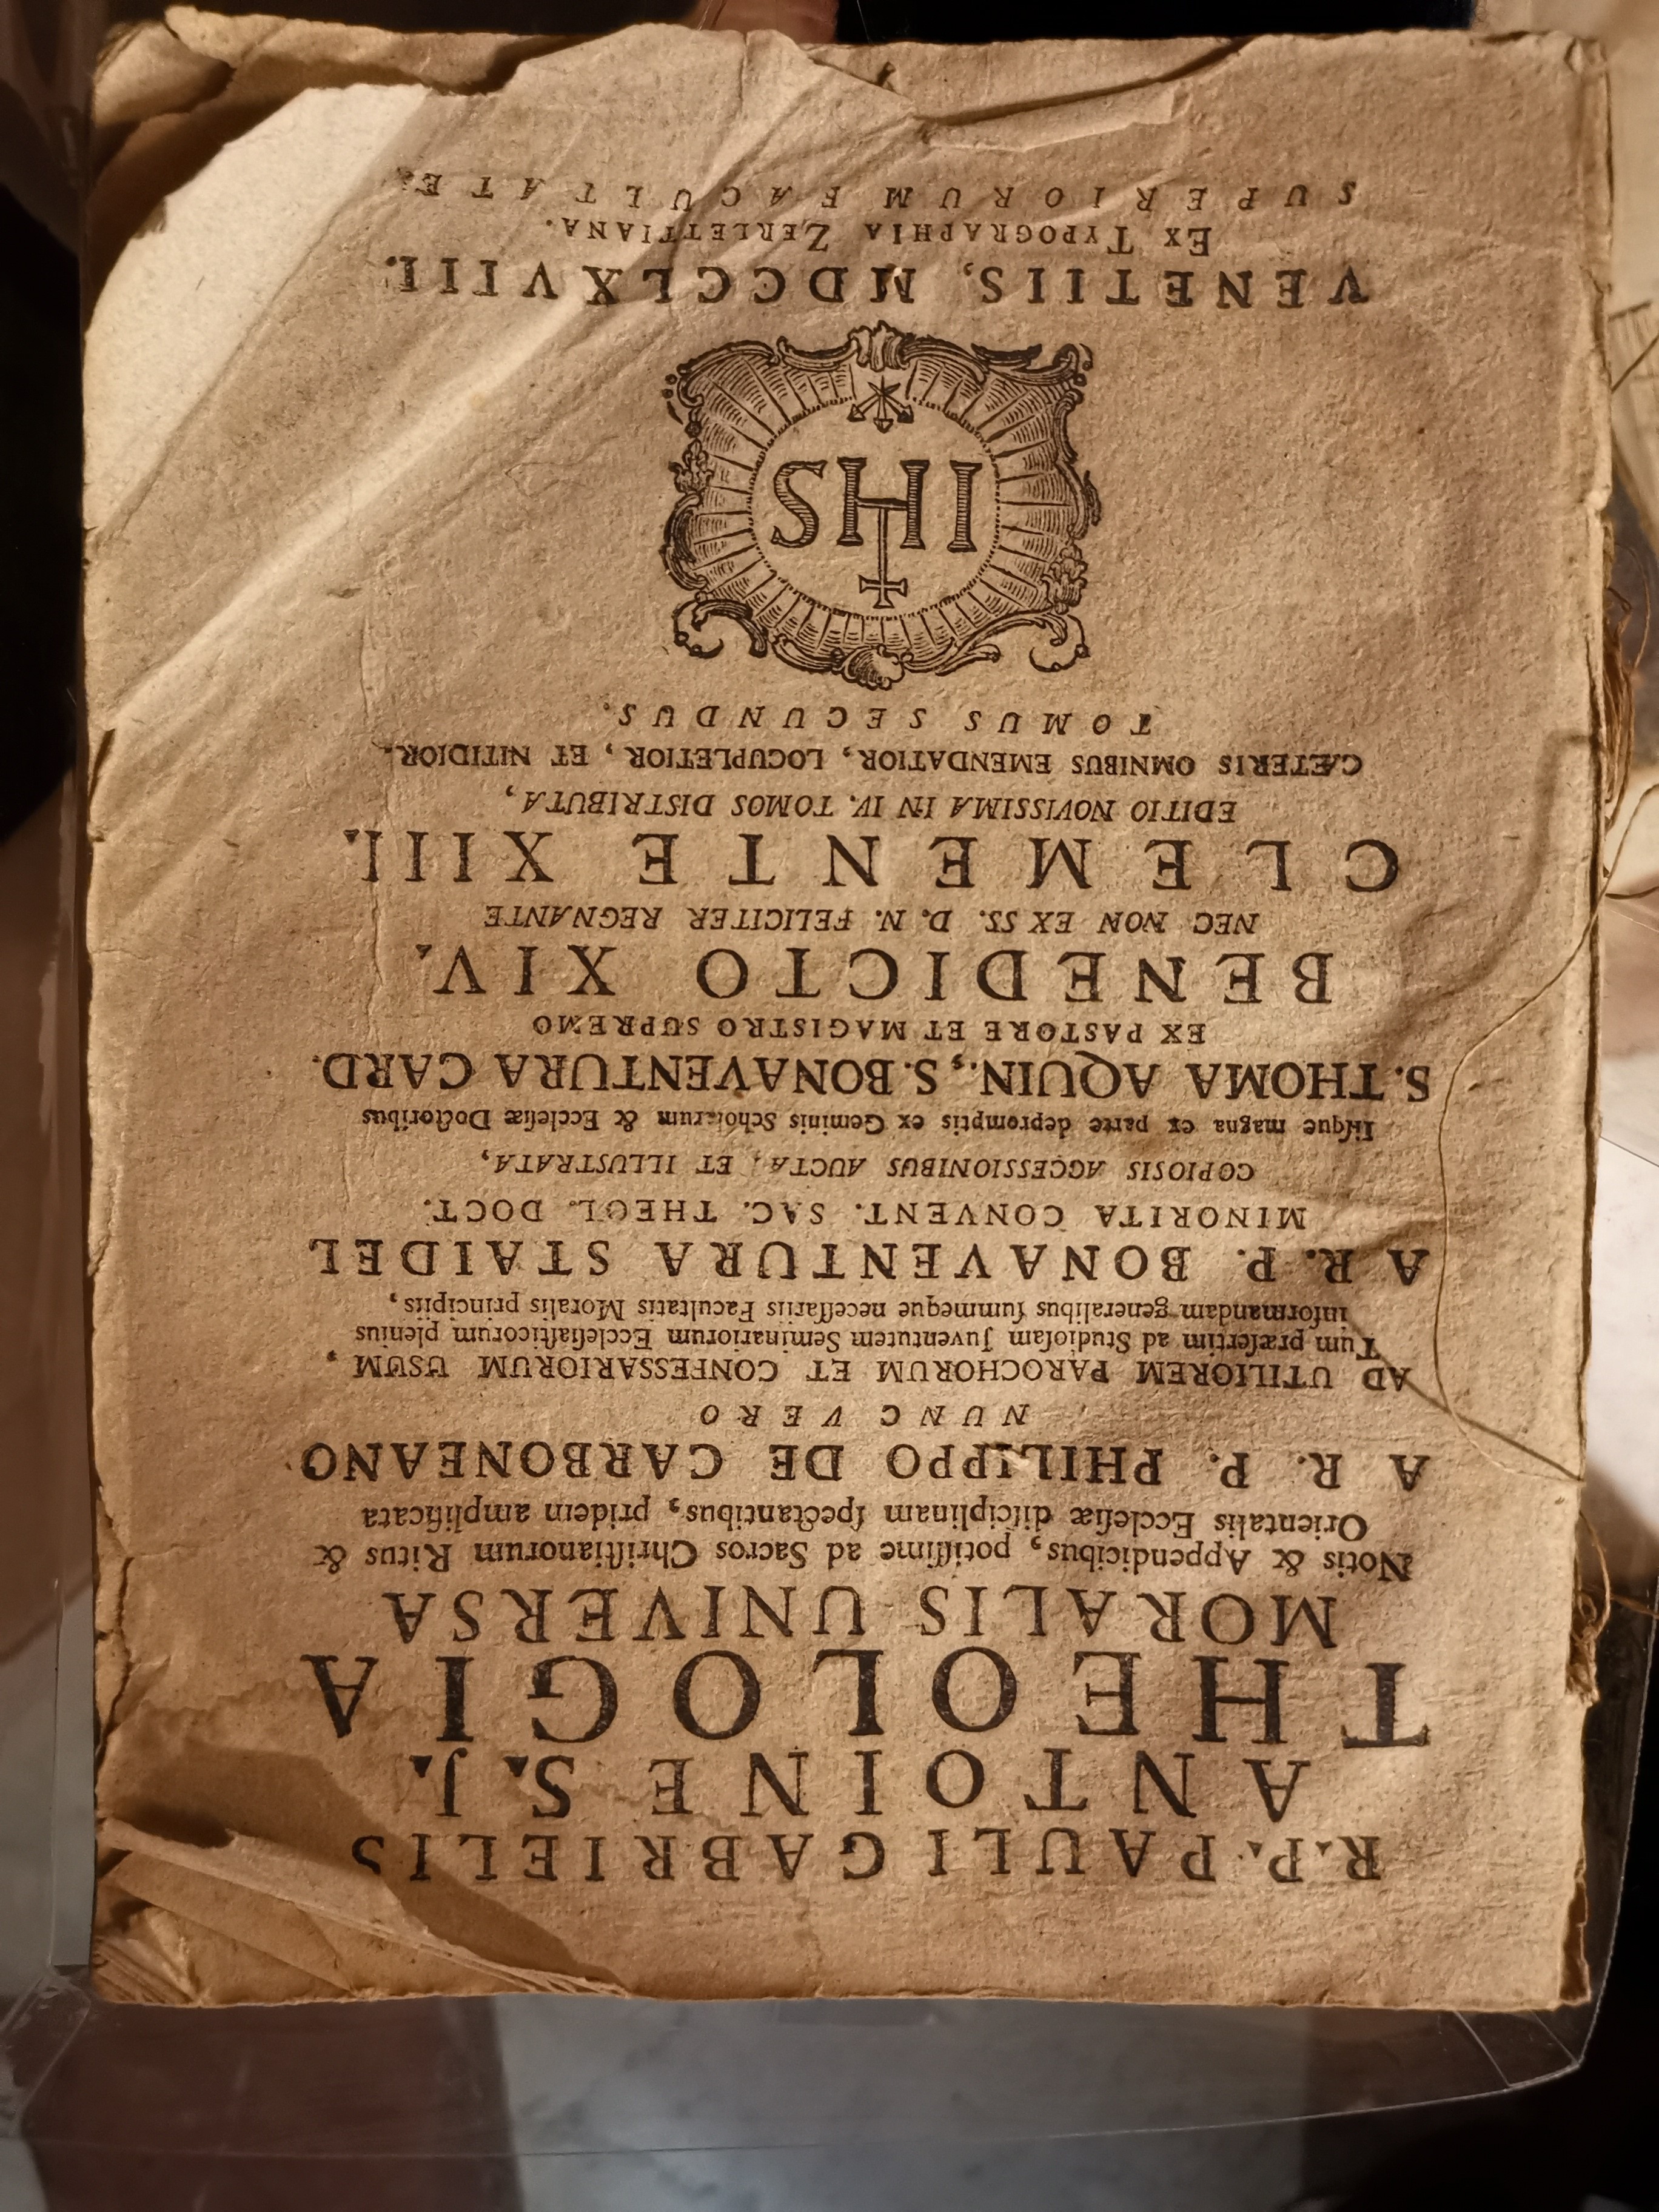 R. P. PAULI GABRIELIS
ANTOINE S. J.
THEOLOGIA
MORALIS UNIVERSA
Notis & Appendicibus, potiſſime ad Sacros Chriſtianorum Ritus &
Orientalis Eccleſiæ diſciplinam ſpectantibus, pridem amplificata
A R. P. PHILIPPO DE CARBONEANO
NUNC VERO
AD UTILIOREM PAROCHORUM ET CONFESSARIORUM USUM,
Tum præſertim ad Studioſam Juventutem Seminariorum Eccleſiaſticorum plenius
informandam generalibus ſummeque neceſſariis Facultatis Moralis principiis,
A R. P. BONAVENTURA STAIDEL
MINORITA CONVENT. SAC. THEOL. DOCT.
COPIOSIS ACCESSIONIBUS AUCTA, ET ILLUSTRATA,
Iiſque magna ex parte depromptis ex Geminis Scholarum & Eccleſiæ Doctoribus
S. THOMA AQUIN., S. BONAVENTURA CARD.
EX PASTORE ET MAGISTRO SUPREMO
BENEDICTO XIV.
NEC NON EX SS. D. N. FELICITER REGNANTE
CLEMENTE XIII.
EDITIO NOVISSIMA IN IV. TOMOS DISTRIBUTA,
CÆTERIS OMNIBUS EMENDATIOR, LOCUPLETIOR, ET NITIDIOR.
TOMUS SECUNDUS.
IHS
VENETIIS, MDCCLXVIII.
EX TYPOGRAPHIA ZERLETTIANA.
SUPERIORUM FACULTATE.